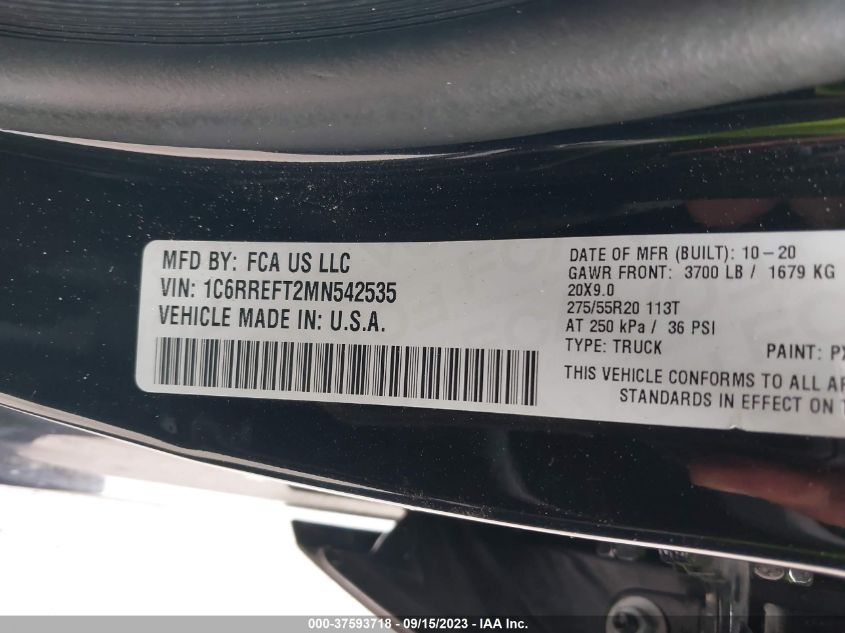 MFD BY: FCA US LLC
VIN: 1C6RREFT2MN542535
VEHICLE MADE IN: U.S.A.
DATE OF MFR (BUILT): 10-20
GAWR FRONT: 3700 LB / 1679 KG
20X9.0
275/55R20 113T
AT 250 kPa / 36 PSI
TYPE: TRUCK PAINT: PX
THIS VEHICLE CONFORMS TO ALL AP
STANDARDS IN EFFECT ON T
000-37593718 - 09/15/2023 - IAA Inc.